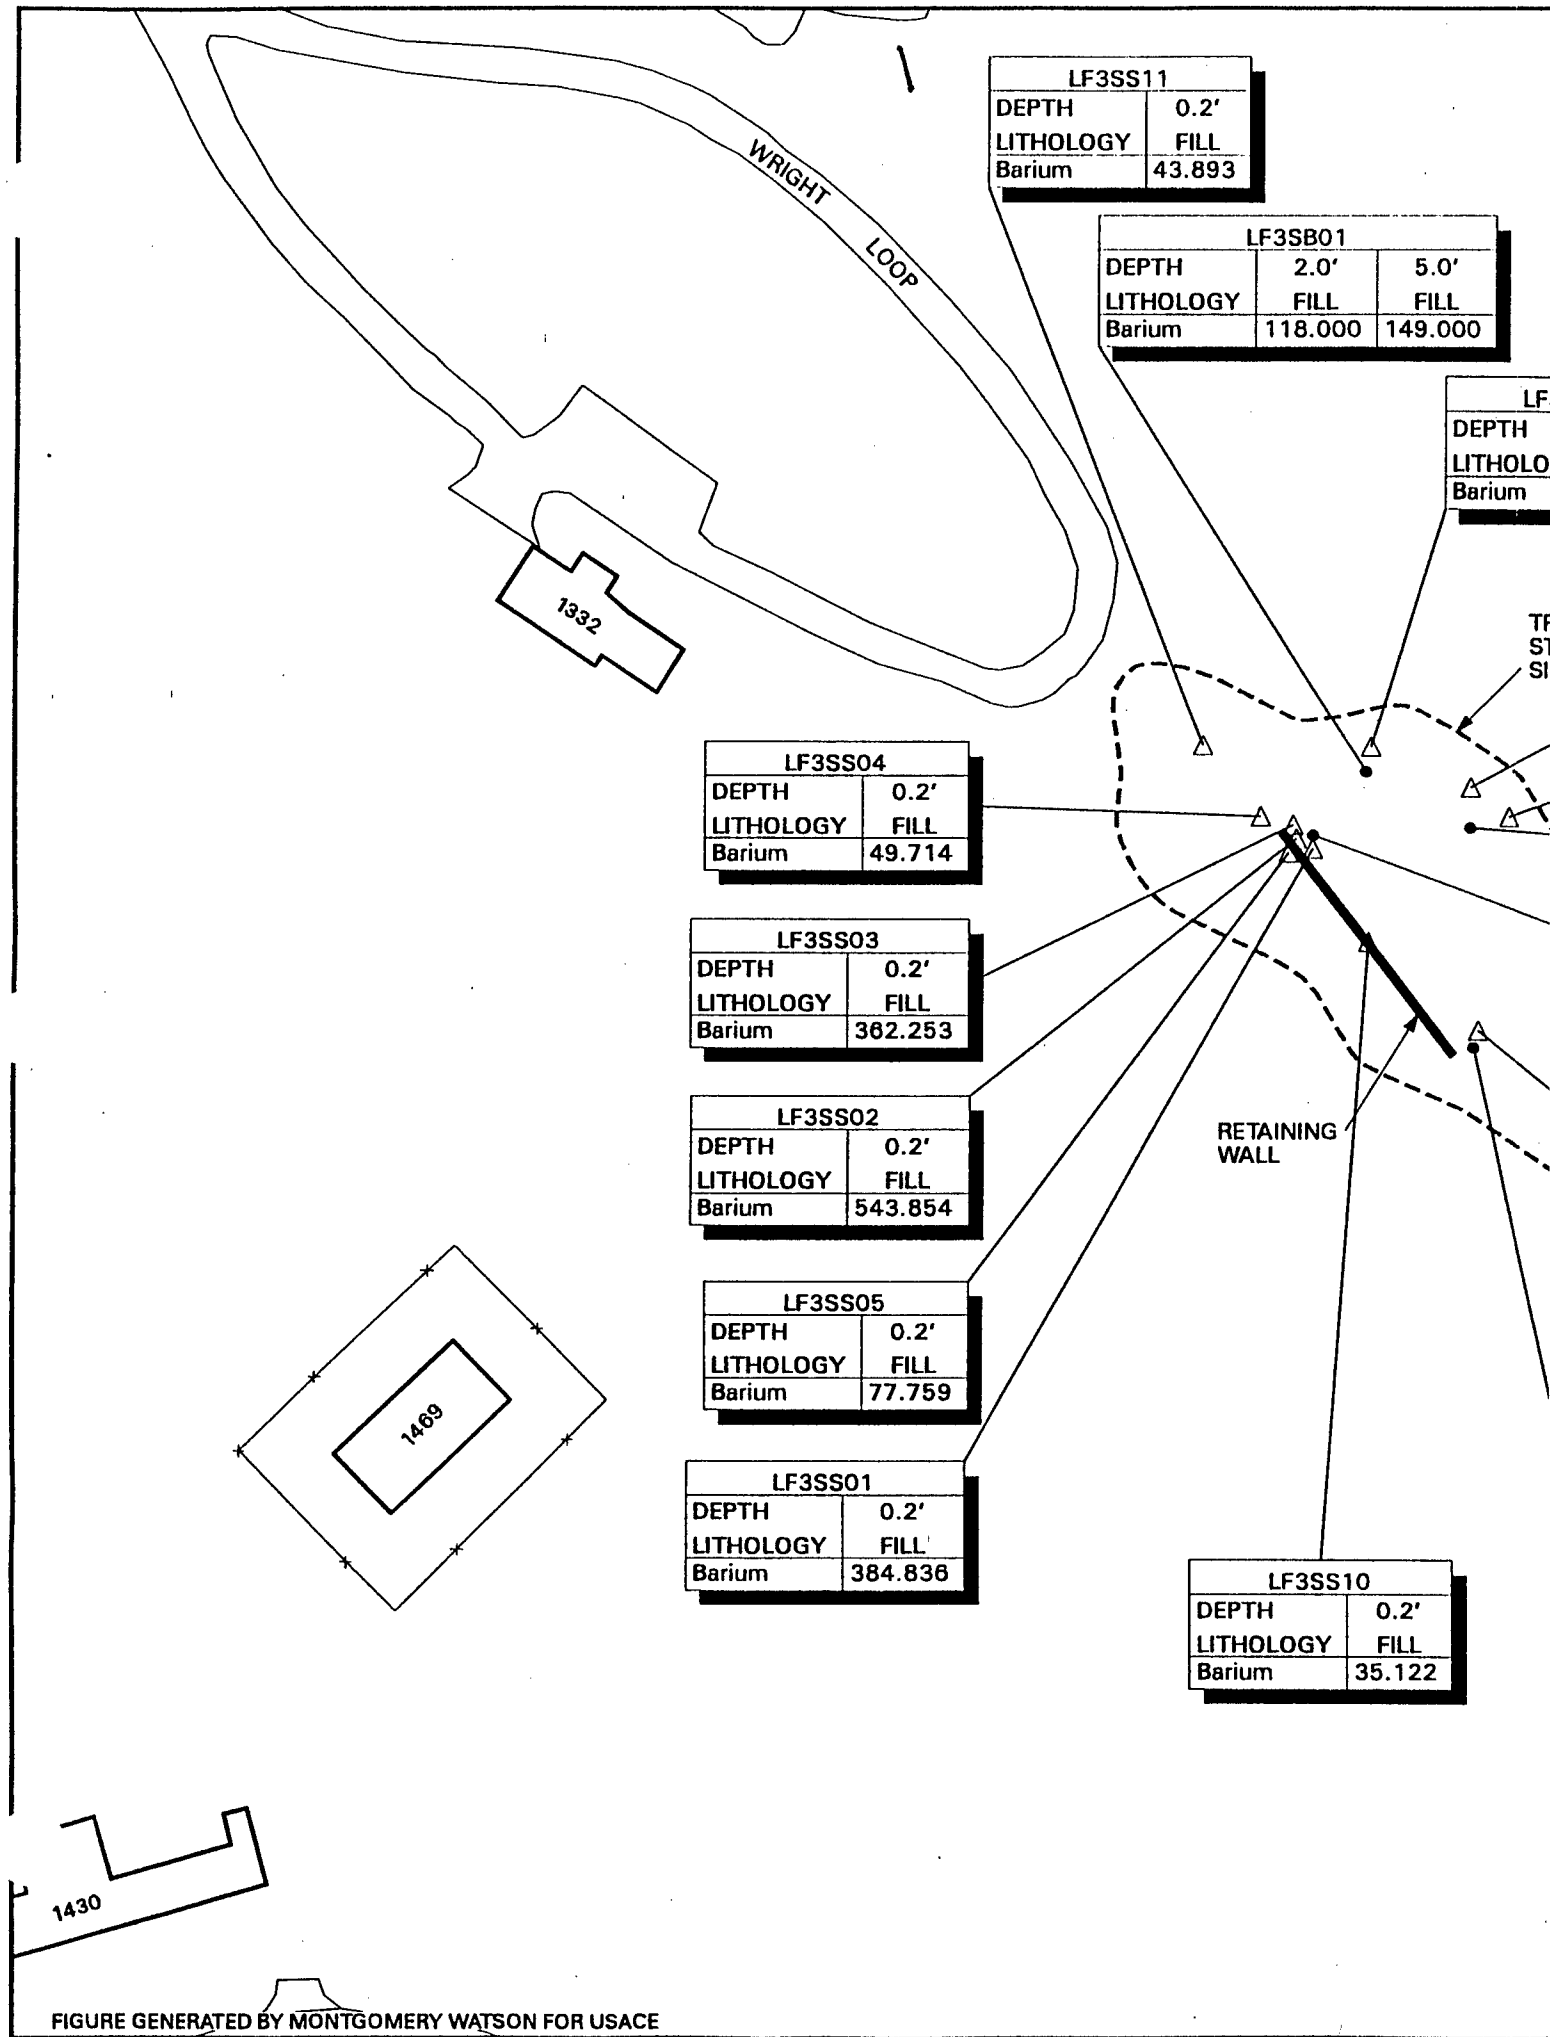 LF3SS11
DEPTH 0.2'
LITHOLOGY FILL
Barium 43.893
WRIGHT LOOP
LF3SB01
DEPTH 2.0' 5.0'
LITHOLOGY FILL FILL
Barium 118.000 149.000
LF
DEPTH
LITHOLO
Barium
1332
ST
SI
LF3SS04
DEPTH 0.2'
LITHOLOGY FILL
Barium 49.714
LF3SS03
DEPTH 0.2'
LITHOLOGY FILL
Barium 362.253
LF3SS02
DEPTH 0.2'
LITHOLOGY FILL
Barium 543.854
RETAINING
WALL
LF3SS05
DEPTH 0.2'
LITHOLOGY FILL
Barium 77.759
1469
LF3SS01
DEPTH 0.2'
LITHOLOGY FILL
Barium 384.836
LF3SS10
DEPTH 0.2'
LITHOLOGY FILL
Barium 35.122
1430
FIGURE GENERATED BY MONTGOMERY WATSON FOR USACE